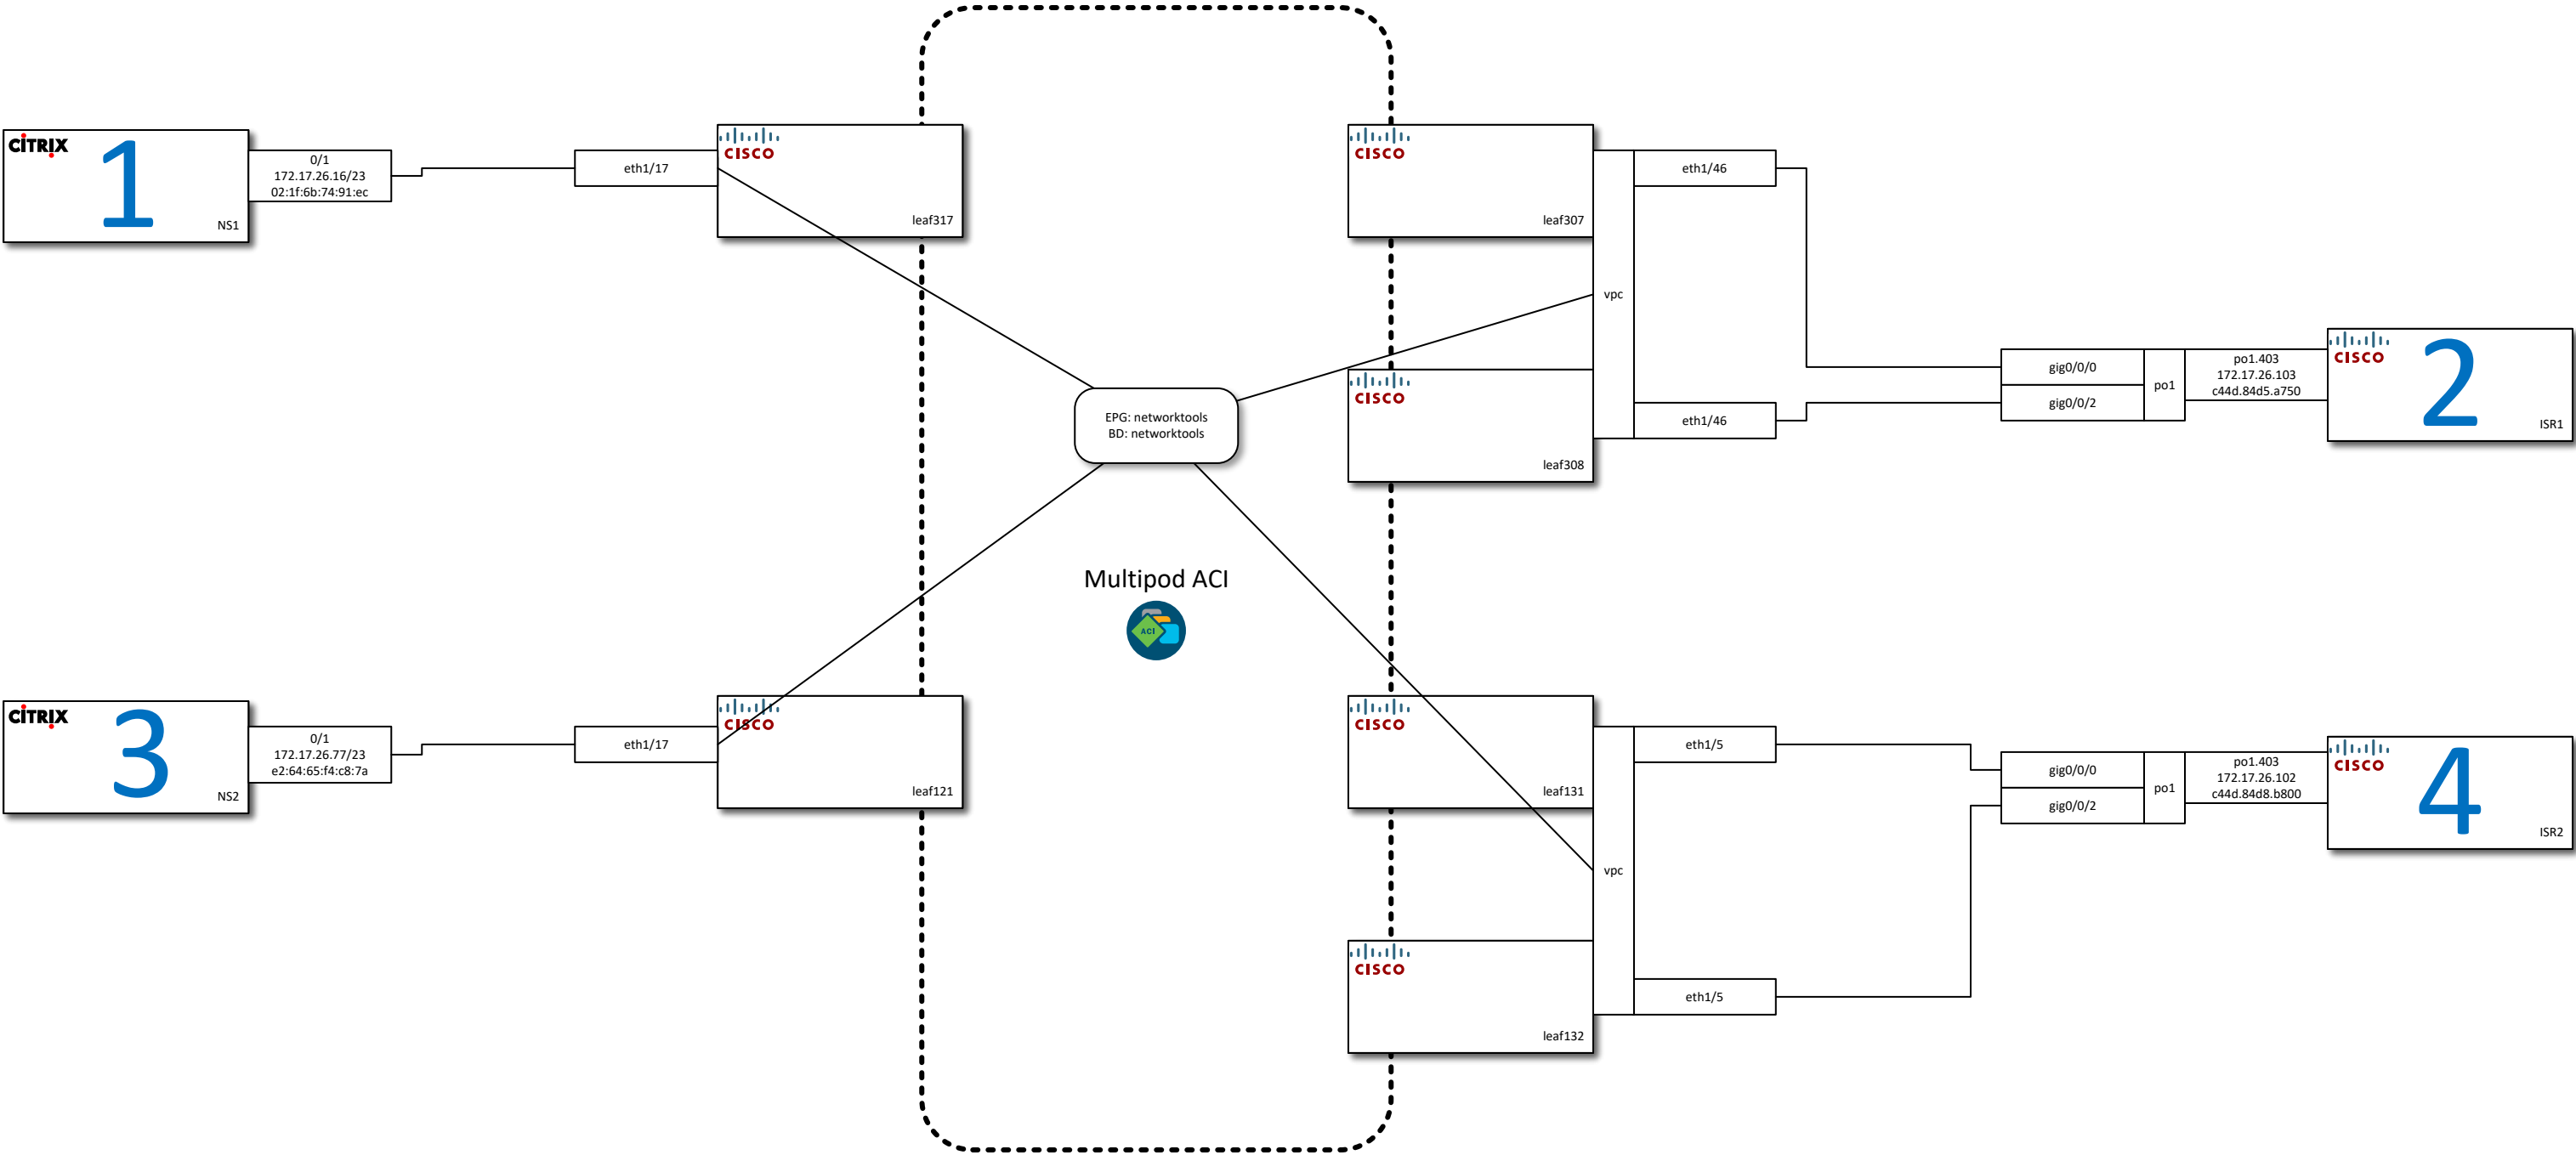 CITRIX
1
NS1
0/1
172.17.26.16/23
02:1f:6b:74:91:ec
eth1/17
CISCO
leaf317
CISCO
leaf307
vpc
eth1/46
CISCO
leaf308
eth1/46
gig0/0/0
gig0/0/2
po1
po1.403
172.17.26.103
c44d.84d5.a750
CISCO
2
ISR1
EPG: networktools
BD: networktools
Multipod ACI
ACI
CITRIX
3
NS2
0/1
172.17.26.77/23
e2:64:65:f4:c8:7a
eth1/17
CISCO
leaf121
CISCO
leaf131
vpc
eth1/5
CISCO
leaf132
eth1/5
gig0/0/0
gig0/0/2
po1
po1.403
172.17.26.102
c44d.84d8.b800
CISCO
4
ISR2